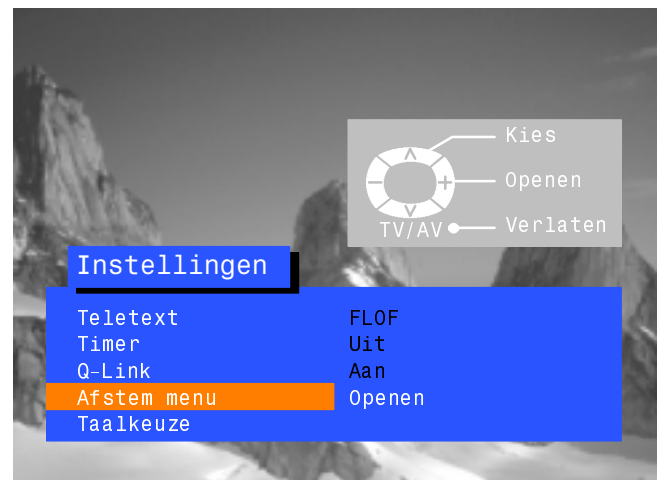 Kies
Openen
TV/AV Verlaten
Instellingen
Teletext FLOF
Timer Uit
Q-Link Aan
Afstem menu Openen
Taalkeuze